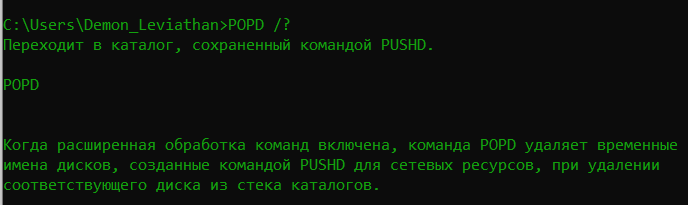 C:\Users\Demon_Leviathan>POPD /?
Переходит в каталог, сохраненный командой PUSHD.
POPD
Когда расширенная обработка команд включена, команда POPD удаляет временные
имена дисков, созданные командой PUSHD для сетевых ресурсов, при удалении
соответствующего диска из стека каталогов.